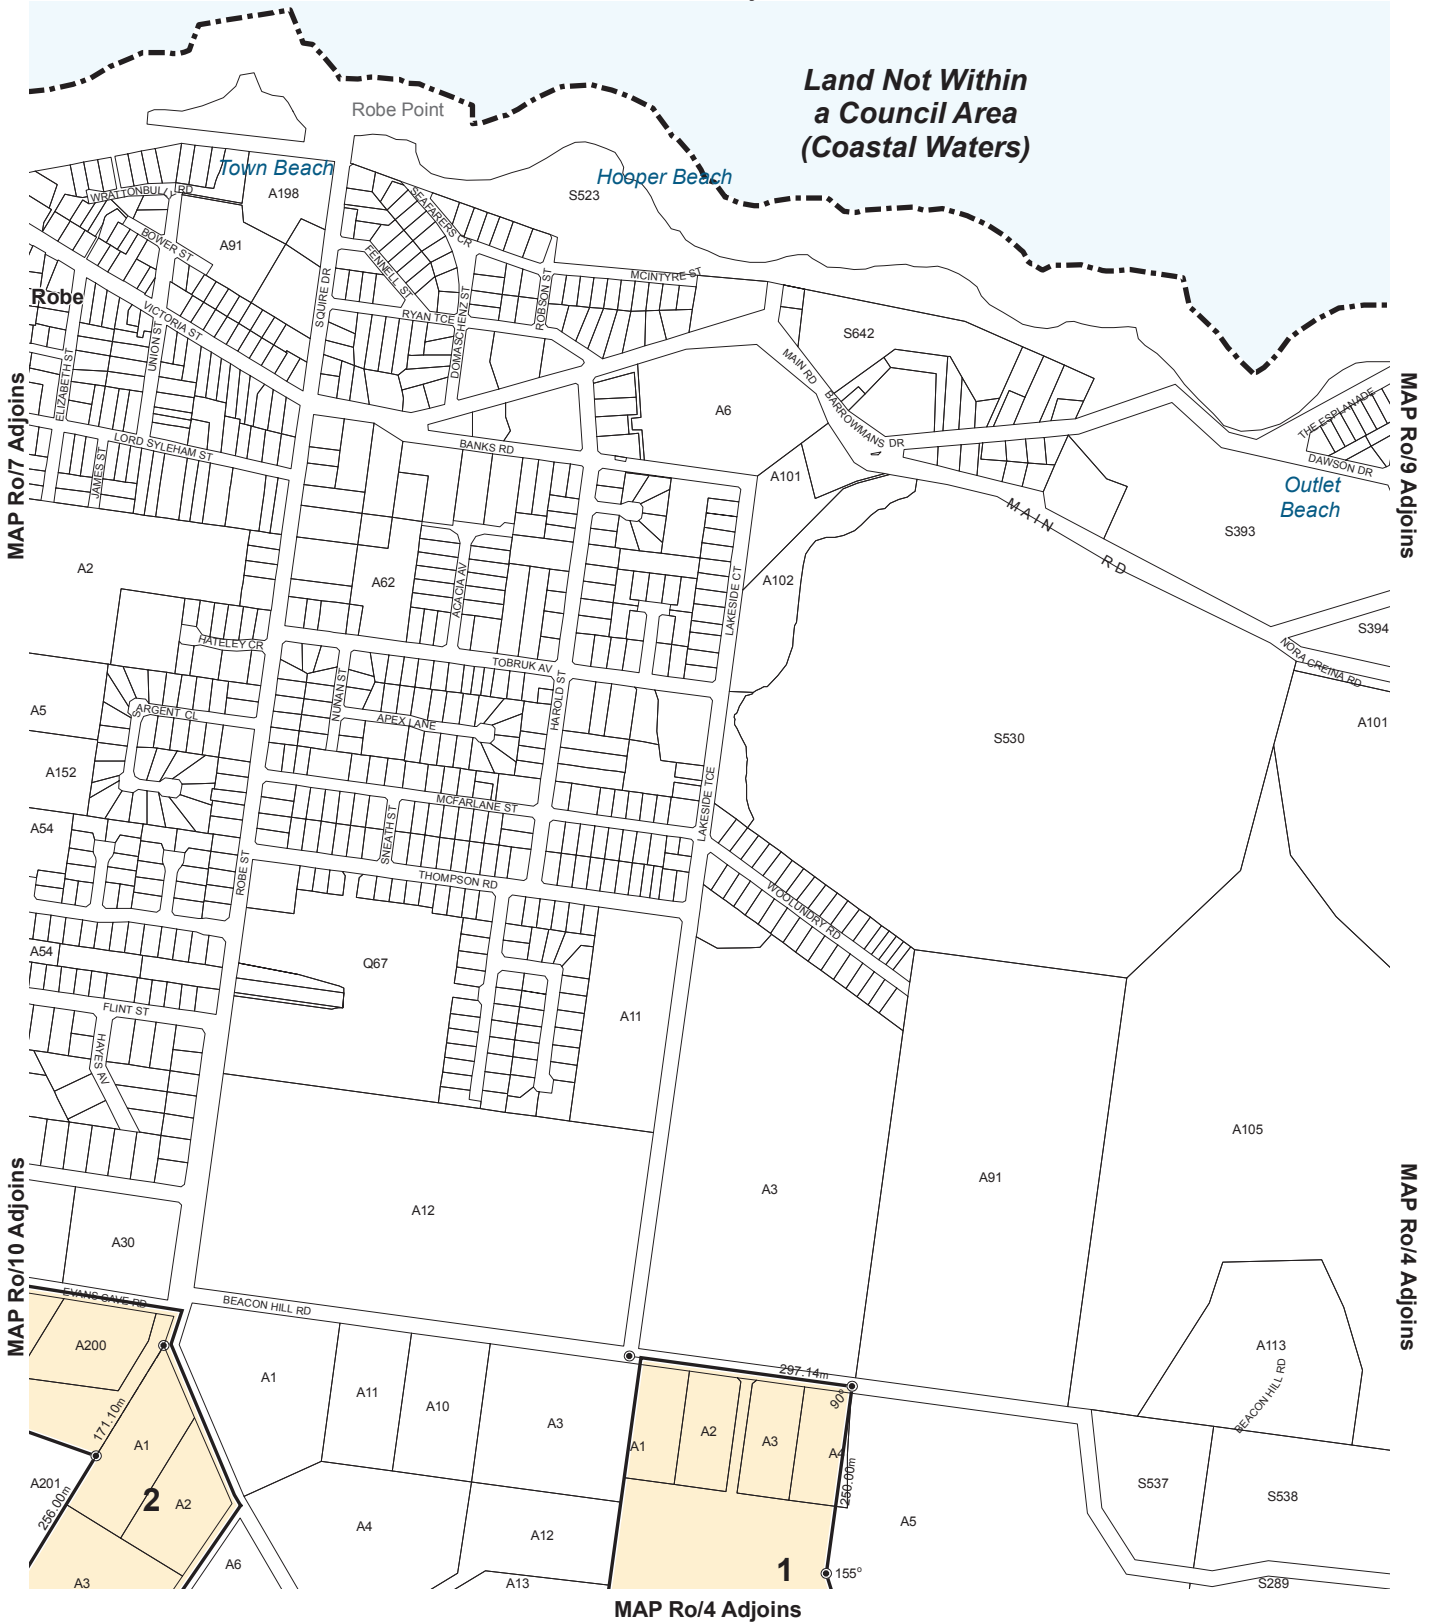 Land Not Within
a Council Area
(Coastal Waters)
Robe Point
Town Beach
Hooper Beach
S523
A198
WRATTONBULLY RD
SEAFARERS CR
BOWER ST
A91
FENNELL ST
MCINTYRE ST
Robe
SQUIRE DR
ROBSON ST
DOMASCHENZ ST
VICTORIA ST
RYAN TCE
UNION ST
S642
MAIN RD
ELIZABETH ST
MAP Ro/7 Adjoins
MAP Ro/9 Adjoins
BARROWMANS DR
THE ESPLANADE
A6
LORD SYLEHAM ST
BANKS RD
DAWSON DR
JAMES ST
A101
Outlet
Beach
MAIN RD
S393
A2
A62
ACACIA AV
A102
LAKESIDE CT
HATELEY CR
S394
TOBRUK AV
NORA CREINA RD
NUNAN ST
HAROLD ST
A5
ARGENT CL
APEX LANE
A101
S530
A152
MCFARLANE ST
LAKESIDE TCE
A54
SNEATH ST
ROBE ST
THOMPSON RD
WOOLUNDRY RD
A54
Q67
FLINT ST
A11
HAYES AV
A105
A91
A3
A12
MAP Ro/10 Adjoins
MAP Ro/4 Adjoins
A30
EVANS CAVE RD
BEACON HILL RD
A200
A113
BEACON HILL RD
297.14m
90°
A1
A11
A10
A3
171.10m
A1
A1
A2
A3
A4
250.00m
A201
2
A2
256.00m
S537
S538
A4
A12
A5
A6
1
155°
A3
A13
S289
MAP Ro/4 Adjoins